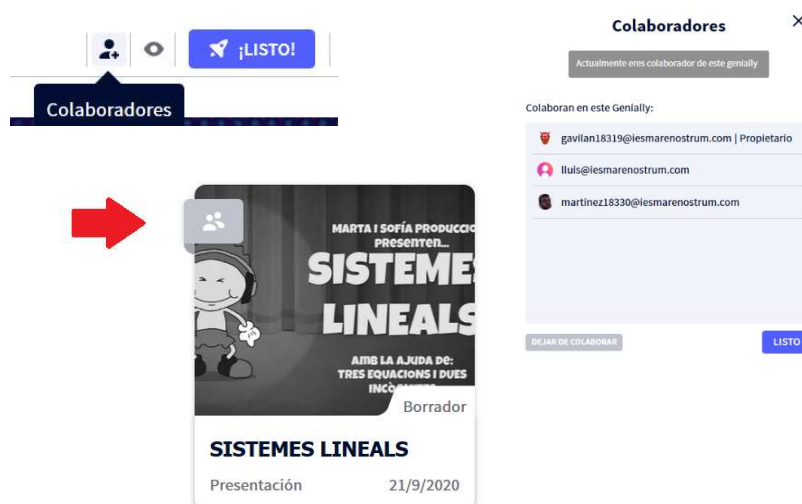 ¡LISTO!
Colaboradores
MARTA I SOFÍA PRODUCCIO
PRESENTEN...
SISTEMES
LINEALS
AMB LA AJUDA DE:
TRES EQUACIONS I DUES
Borrador
SISTEMES LINEALS
Presentación 21/9/2020
Colaboradores
Actualmente eres colaborador de este genially
Colaboran en este Genially:
gavilan18319@iesmarenostrum.com | Propietario
lluis@iesmarenostrum.com
martinez18330@iesmarenostrum.com
DEJAR DE COLABORAR
LISTO